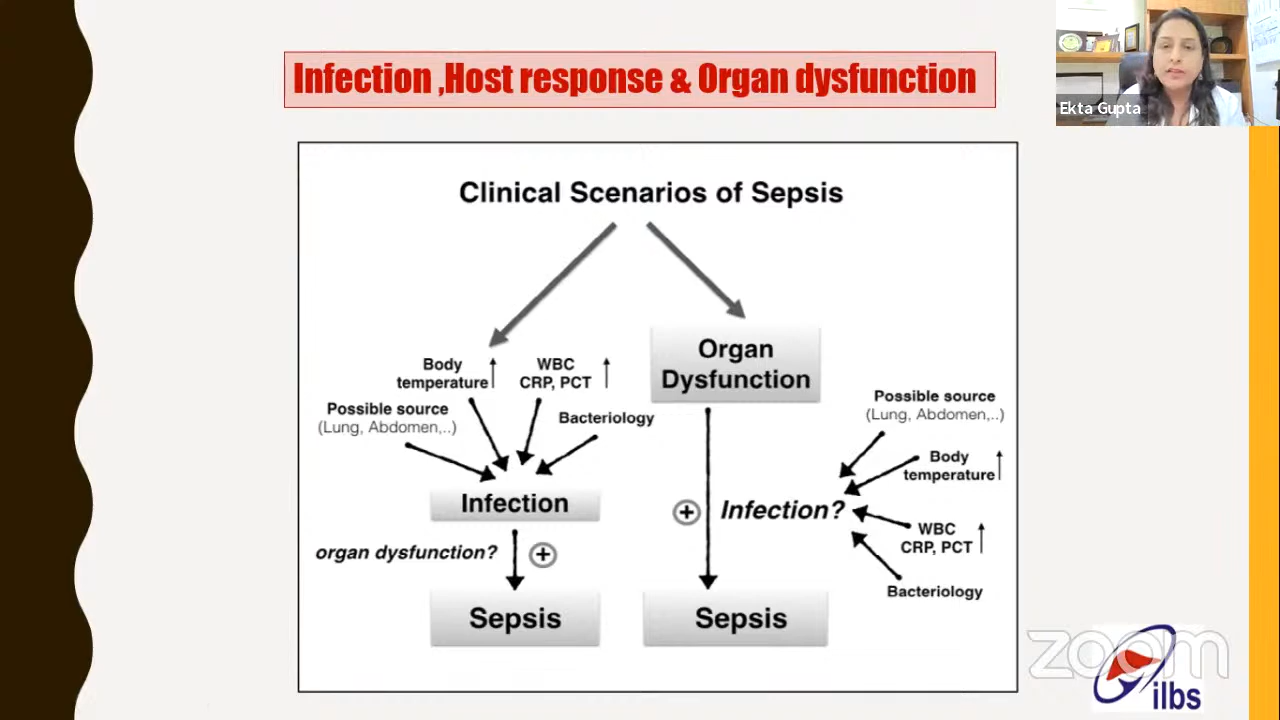 Infection ,Host response & Organ dysfunction
Ekta Gupta
Clinical Scenarios of Sepsis
Body
temperature
WBC
CRP, PCT
Possible source
(Lung, Abdomen,..)
Bacteriology
Infection
organ dysfunction?
+
Sepsis
Organ
Dysfunction
+
Infection?
Possible source
(Lung, Abdomen,..)
Body
temperature
WBC
CRP, PCT
Bacteriology
Sepsis
zoom
ilbs